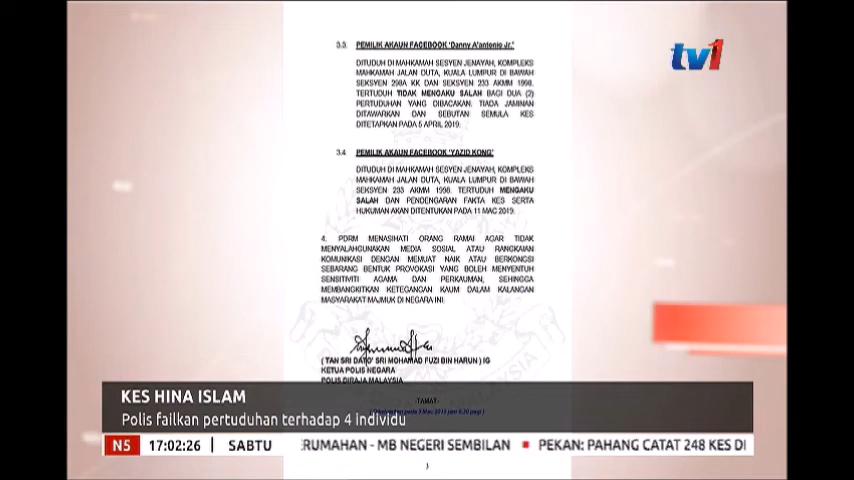 3.3. PEMILIK AKAUN FACEBOOK 'Danny A'antonio Jr.'
DITUDUH DI MAHKAMAH SESYEN JENAYAH, KOMPLEKS
MAHKAMAH JALAN DUTA, KUALA LUMPUR DI BAWAH
SEKSYEN 298A KK DAN SEKSYEN 233 AKMM 1998.
TERTUDUH TIDAK MENGAKU SALAH BAGI DUA (2)
PERTUDUHAN YANG DIBACAKAN. TIADA JAMINAN
DITAWARKAN DAN SEBUTAN SEMULA KES
DITETAPKAN PADA 5 APRIL 2019.
3.4 PEMILIK AKAUN FACEBOOK 'YAZID KONG'
DITUDUH DI MAHKAMAH SESYEN JENAYAH, KOMPLEKS
MAHKAMAH JALAN DUTA, KUALA LUMPUR DI BAWAH
SEKSYEN 233 AKMM 1998. TERTUDUH MENGAKU
SALAH DAN PENDENGARAN FAKTA KES SERTA
HUKUMAN AKAN DITENTUKAN PADA 11 MAC 2019.
4. PDRM MENASIHATI ORANG RAMAI AGAR TIDAK
MENYALAHGUNAKAN MEDIA SOSIAL ATAU RANGKAIAN
KOMUNIKASI DENGAN MEMUAT NAIK ATAU BERKONGSI
SEBARANG BENTUK PROVOKASI YANG BOLEH MENYENTUH
SENSITIVITI AGAMA DAN PERKAUMAN, SEHINGGA
MEMBANGKITKAN KETEGANGAN KAUM DALAM KALANGAN
MASYARAKAT MAJMUK DI NEGARA INI.
( TAN SRI DATO' SRI MOHAMAD FUZI BIN HARUN ) IG
KETUA POLIS NEGARA
POLIS DIRAJA MALAYSIA
-TAMAT-
tv1
KES HINA ISLAM
Polis failkan pertuduhan terhadap 4 individu
N5 17:02:26 | SABTU ERUMAHAN - MB NEGERI SEMBILAN ■ PEKAN: PAHANG CATAT 248 KES DI